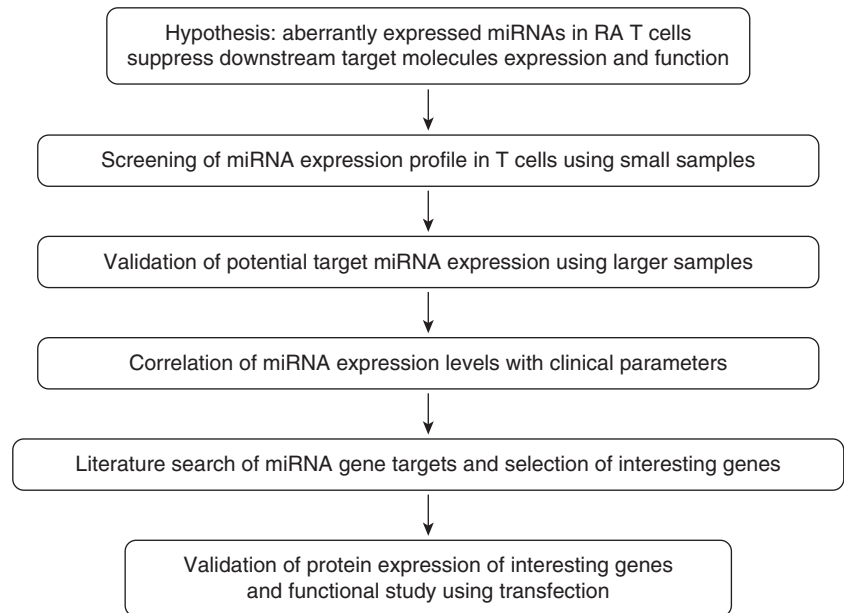 Hypothesis: aberrantly expressed miRNAs in RA T cells
suppress downstream target molecules expression and function
Screening of miRNA expression profile in T cells using small samples
Validation of potential target miRNA expression using larger samples
Correlation of miRNA expression levels with clinical parameters
Literature search of miRNA gene targets and selection of interesting genes
Validation of protein expression of interesting genes
and functional study using transfection